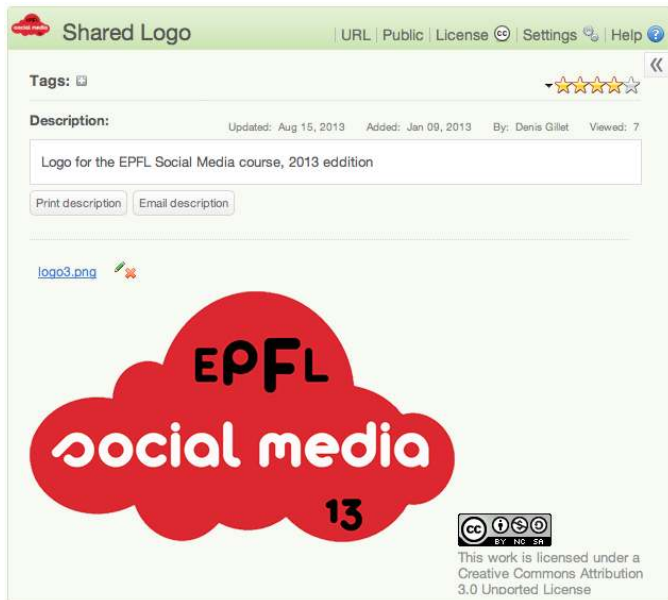 Shared Logo
URL | Public | License | Settings | Help
Tags:
Description:
Updated: Aug 15, 2013 Added: Jan 09, 2013 By: Denis Gillet Viewed: 7
Logo for the EPFL Social Media course, 2013 eddition
Print description Email description
logo3.png
EPFL
social media
13
cc
BY NC SA
This work is licensed under a
Creative Commons Attribution
3.0 Unported License